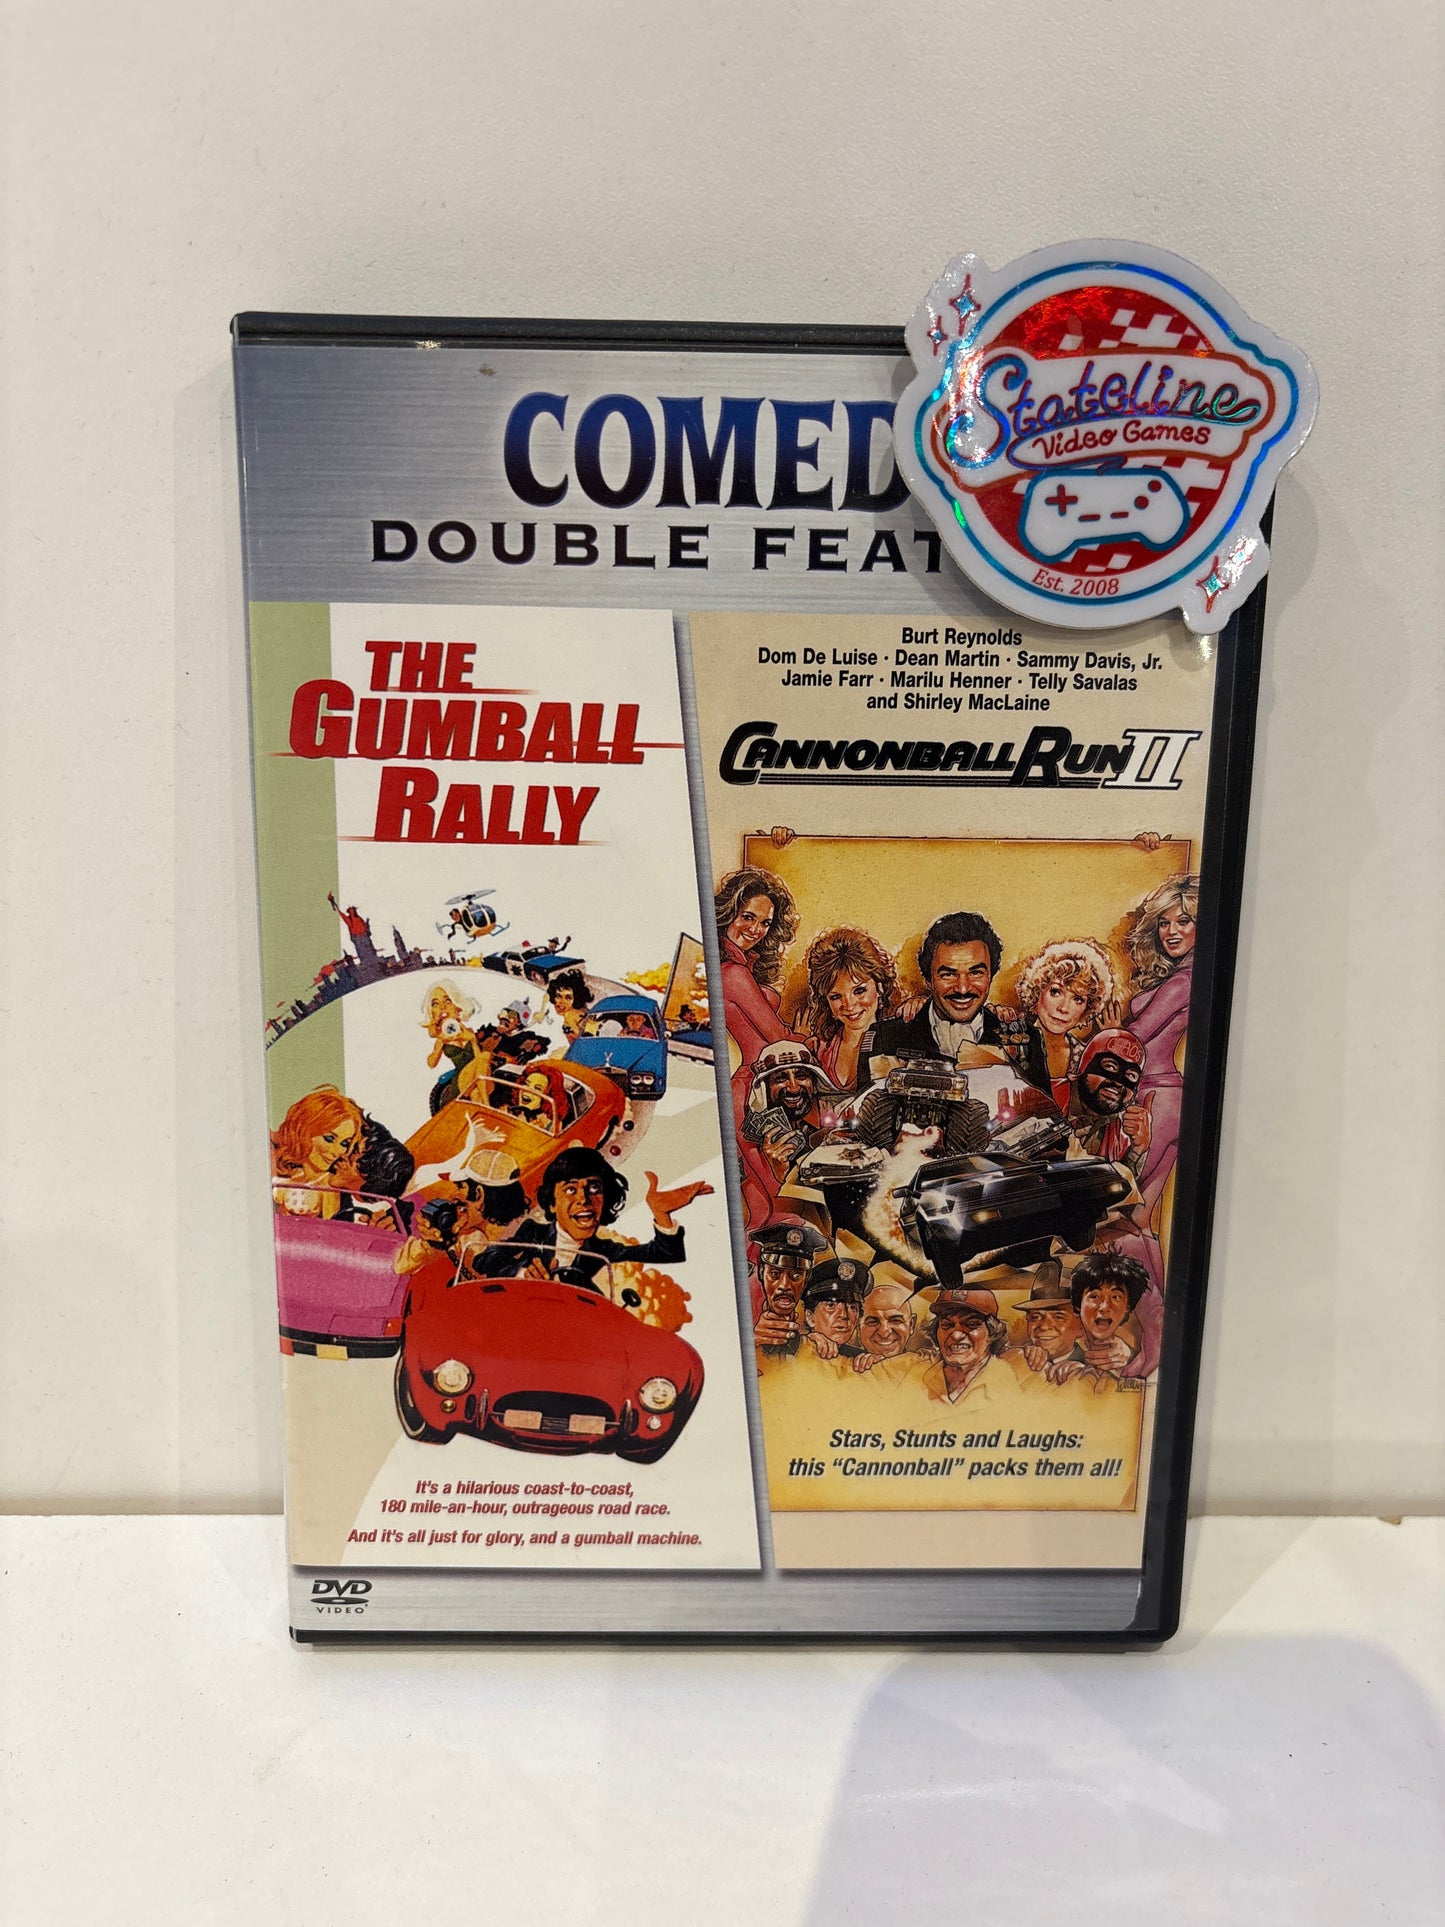 COMED
DOUBLE FEAT
Stateline
Video Games
Est. 2008
THE
GUMBALL
RALLY
It's a hilarious coast-to-coast,
180 mile-an-hour, outrageous road race.
And it's all just for glory, and a gumball machine.
Burt Reynolds
Dom De Luise · Dean Martin · Sammy Davis, Jr.
Jamie Farr · Marilu Henner · Telly Savalas
and Shirley MacLaine
CANNONBALL RUN II
CHAOS
Stars, Stunts and Laughs:
this "Cannonball" packs them all!
DVD
VIDEO